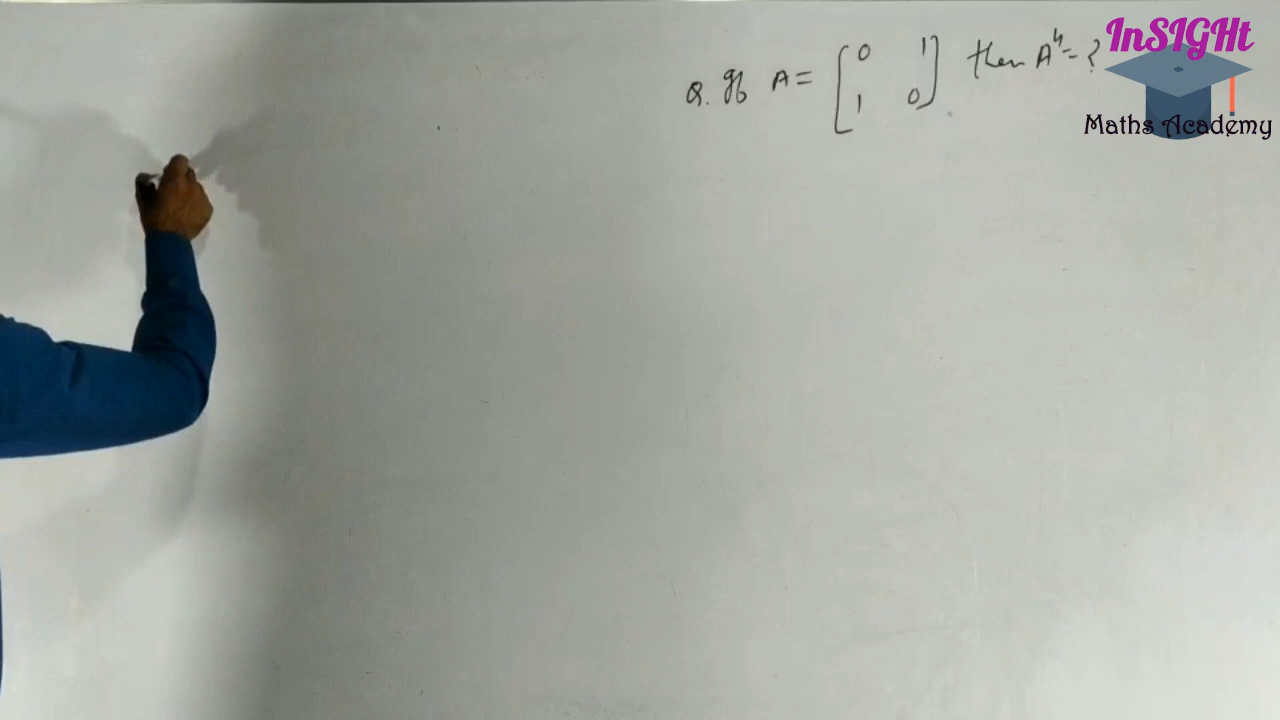 Q. If A = [0 1
1 0] then A⁴ = ?
InSIGHt
Maths Academy